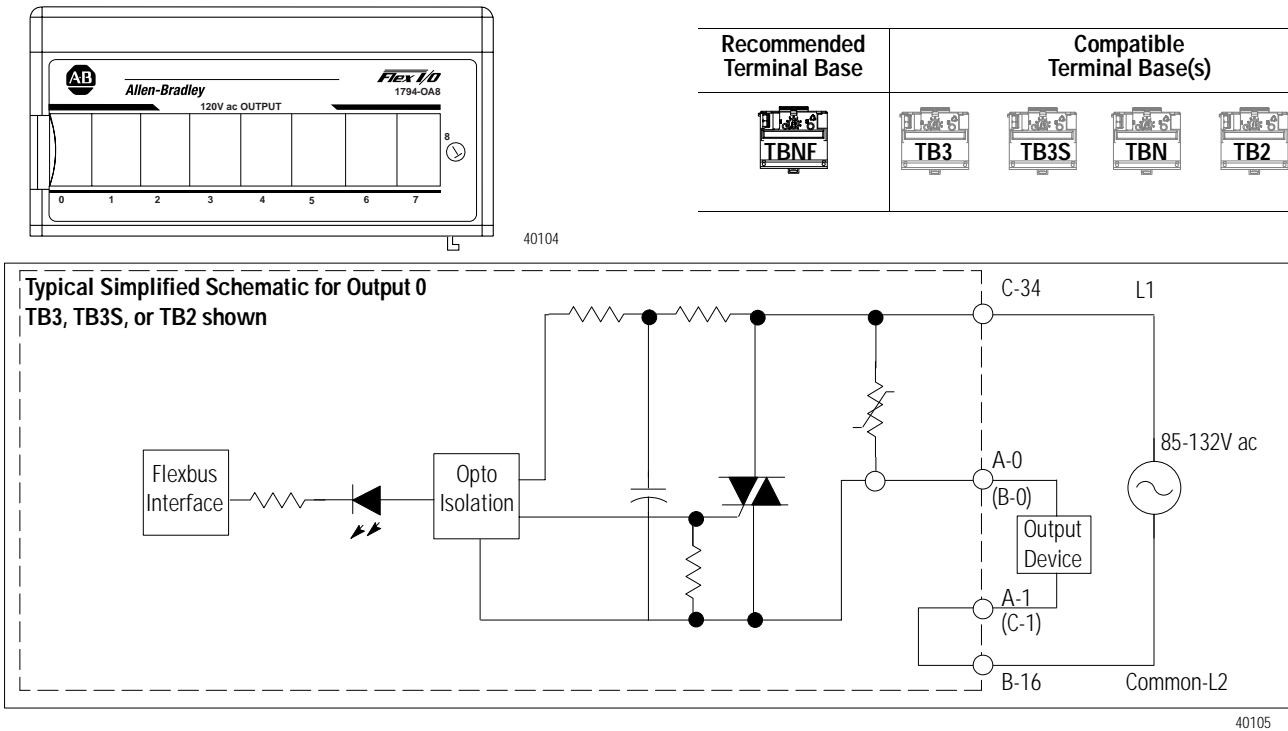 AB
Allen-Bradley
Flex I/O
1794-OA8
120V ac OUTPUT
8
0 1 2 3 4 5 6 7
40104
Recommended
Terminal Base
Compatible
Terminal Base(s)
TBNF
TB3
TB3S
TBN
TB2
Typical Simplified Schematic for Output 0
TB3, TB3S, or TB2 shown
C-34
L1
Flexbus
Interface
Opto
Isolation
85-132V ac
A-0
(B-0)
Output
Device
A-1
(C-1)
B-16
Common-L2
40105